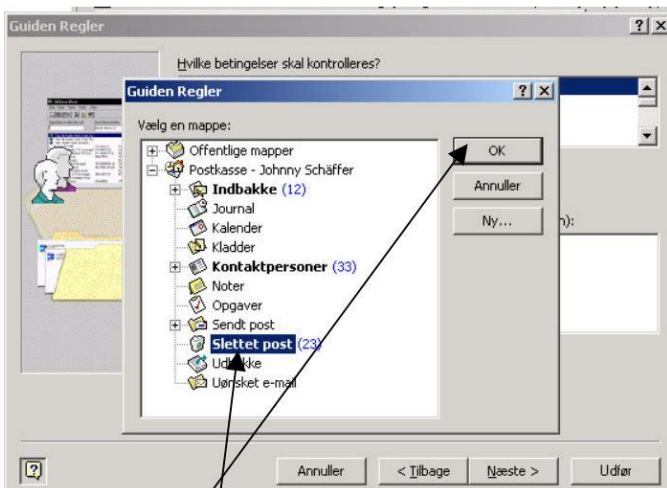 Guiden Regler
Hvilke betingelser skal kontrolleres?
Guiden Regler
Vælg en mappe:
Offentlige mapper
Postkasse - Johnny Schäffer
Indbakke (12)
Journal
Kalender
Kladder
Kontaktpersoner (33)
Noter
Opgaver
Sendt post
Slettet post (23)
Udbakke
Uønsket e-mail
OK
Annuller
Ny...
n):
Annuller
< Tilbage
Næste >
Udfør